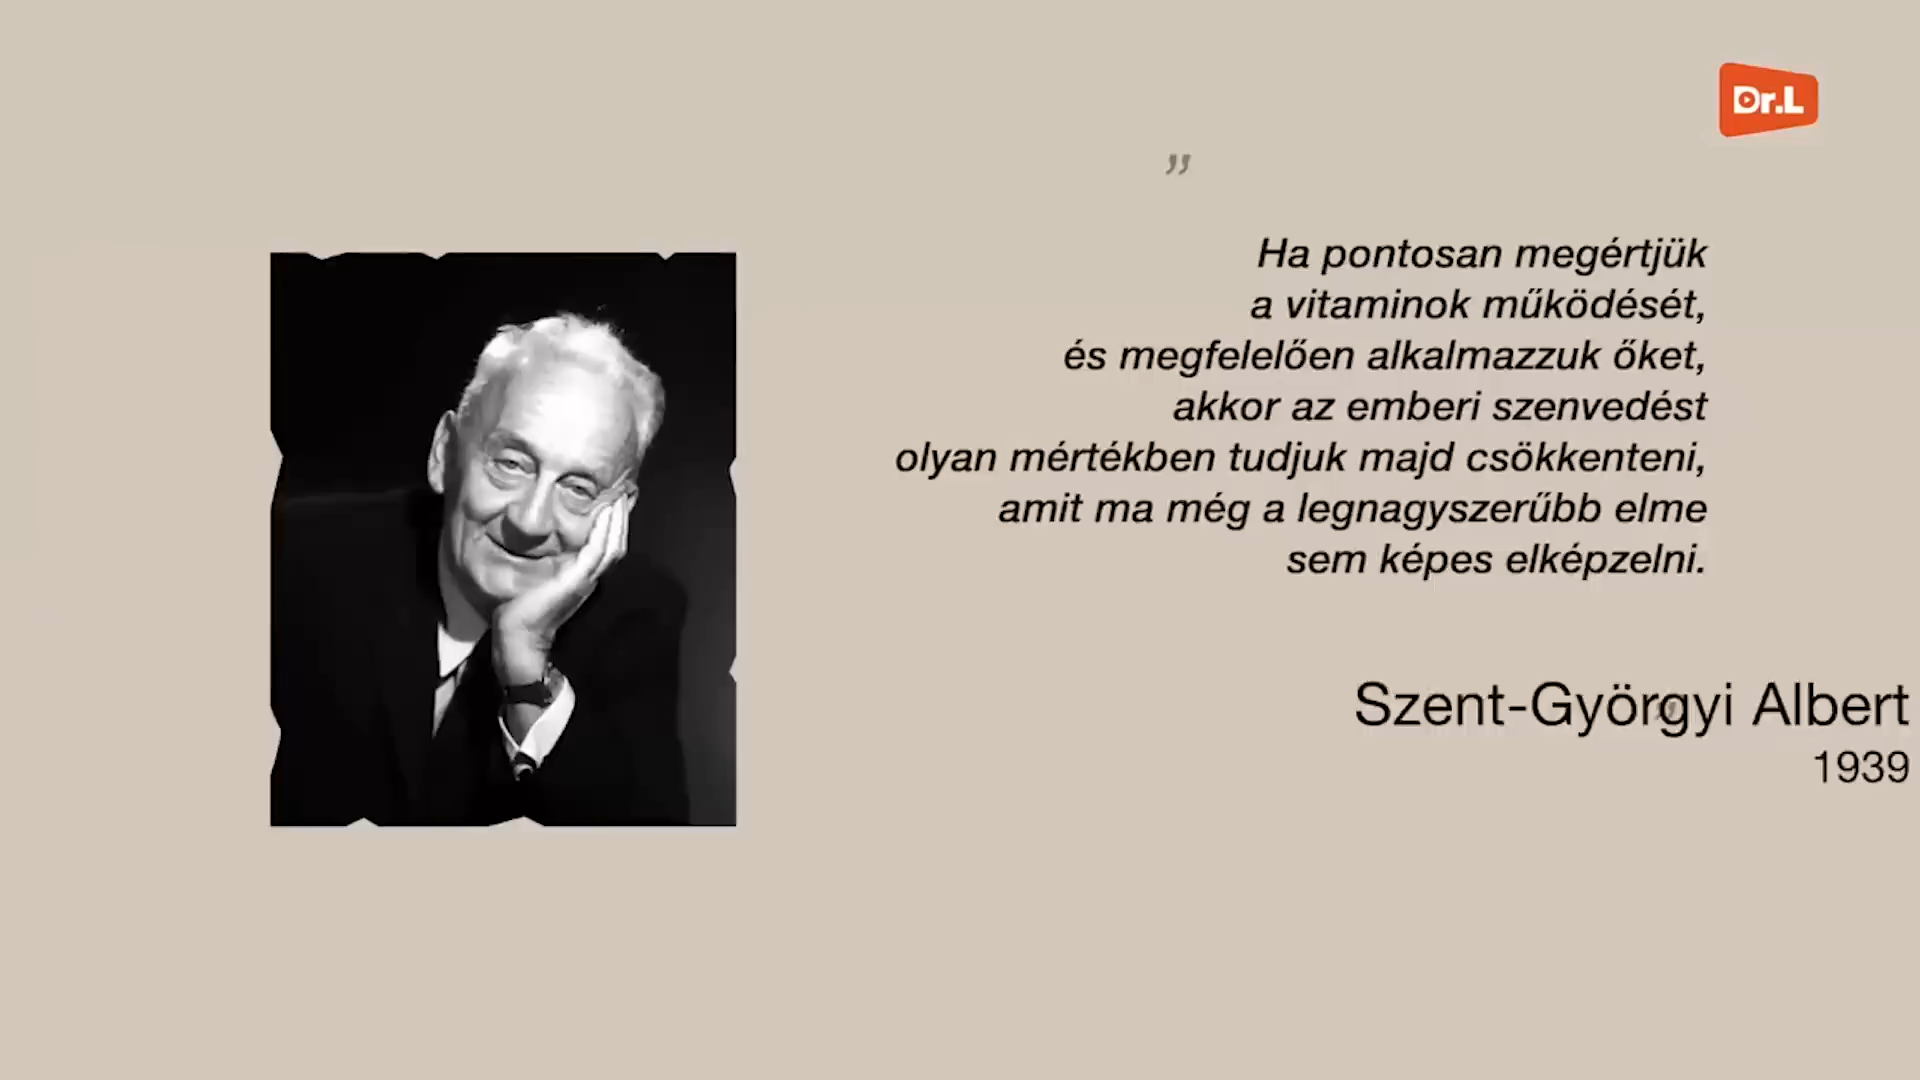 Dr.L
”
Ha pontosan megértjük
a vitaminok működését,
és megfelelően alkalmazzuk őket,
akkor az emberi szenvedést
olyan mértékben tudjuk majd csökkenteni,
amit ma még a legnagyszerűbb elme
sem képes elképzelni.
Szent-Györgyi Albert
”
1939